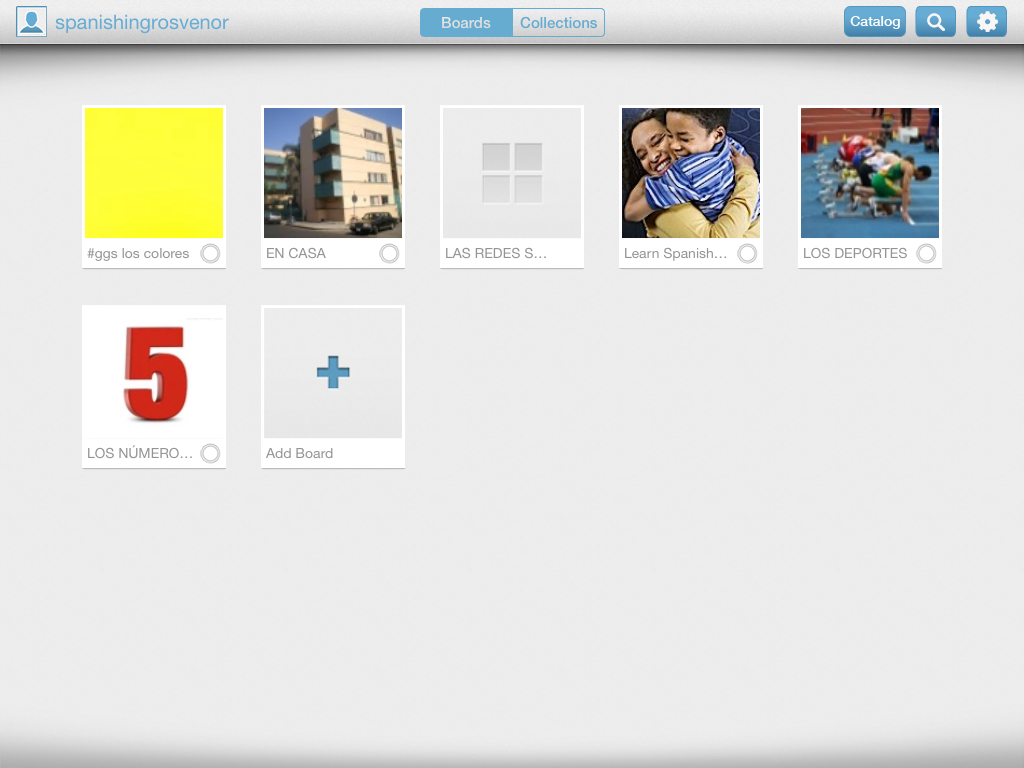 spanishingrosvenor
Boards
Collections
Catalog
#ggs los colores
EN CASA
LAS REDES S...
Learn Spanish...
LOS DEPORTES
5
LOS NÚMERO...
Add Board